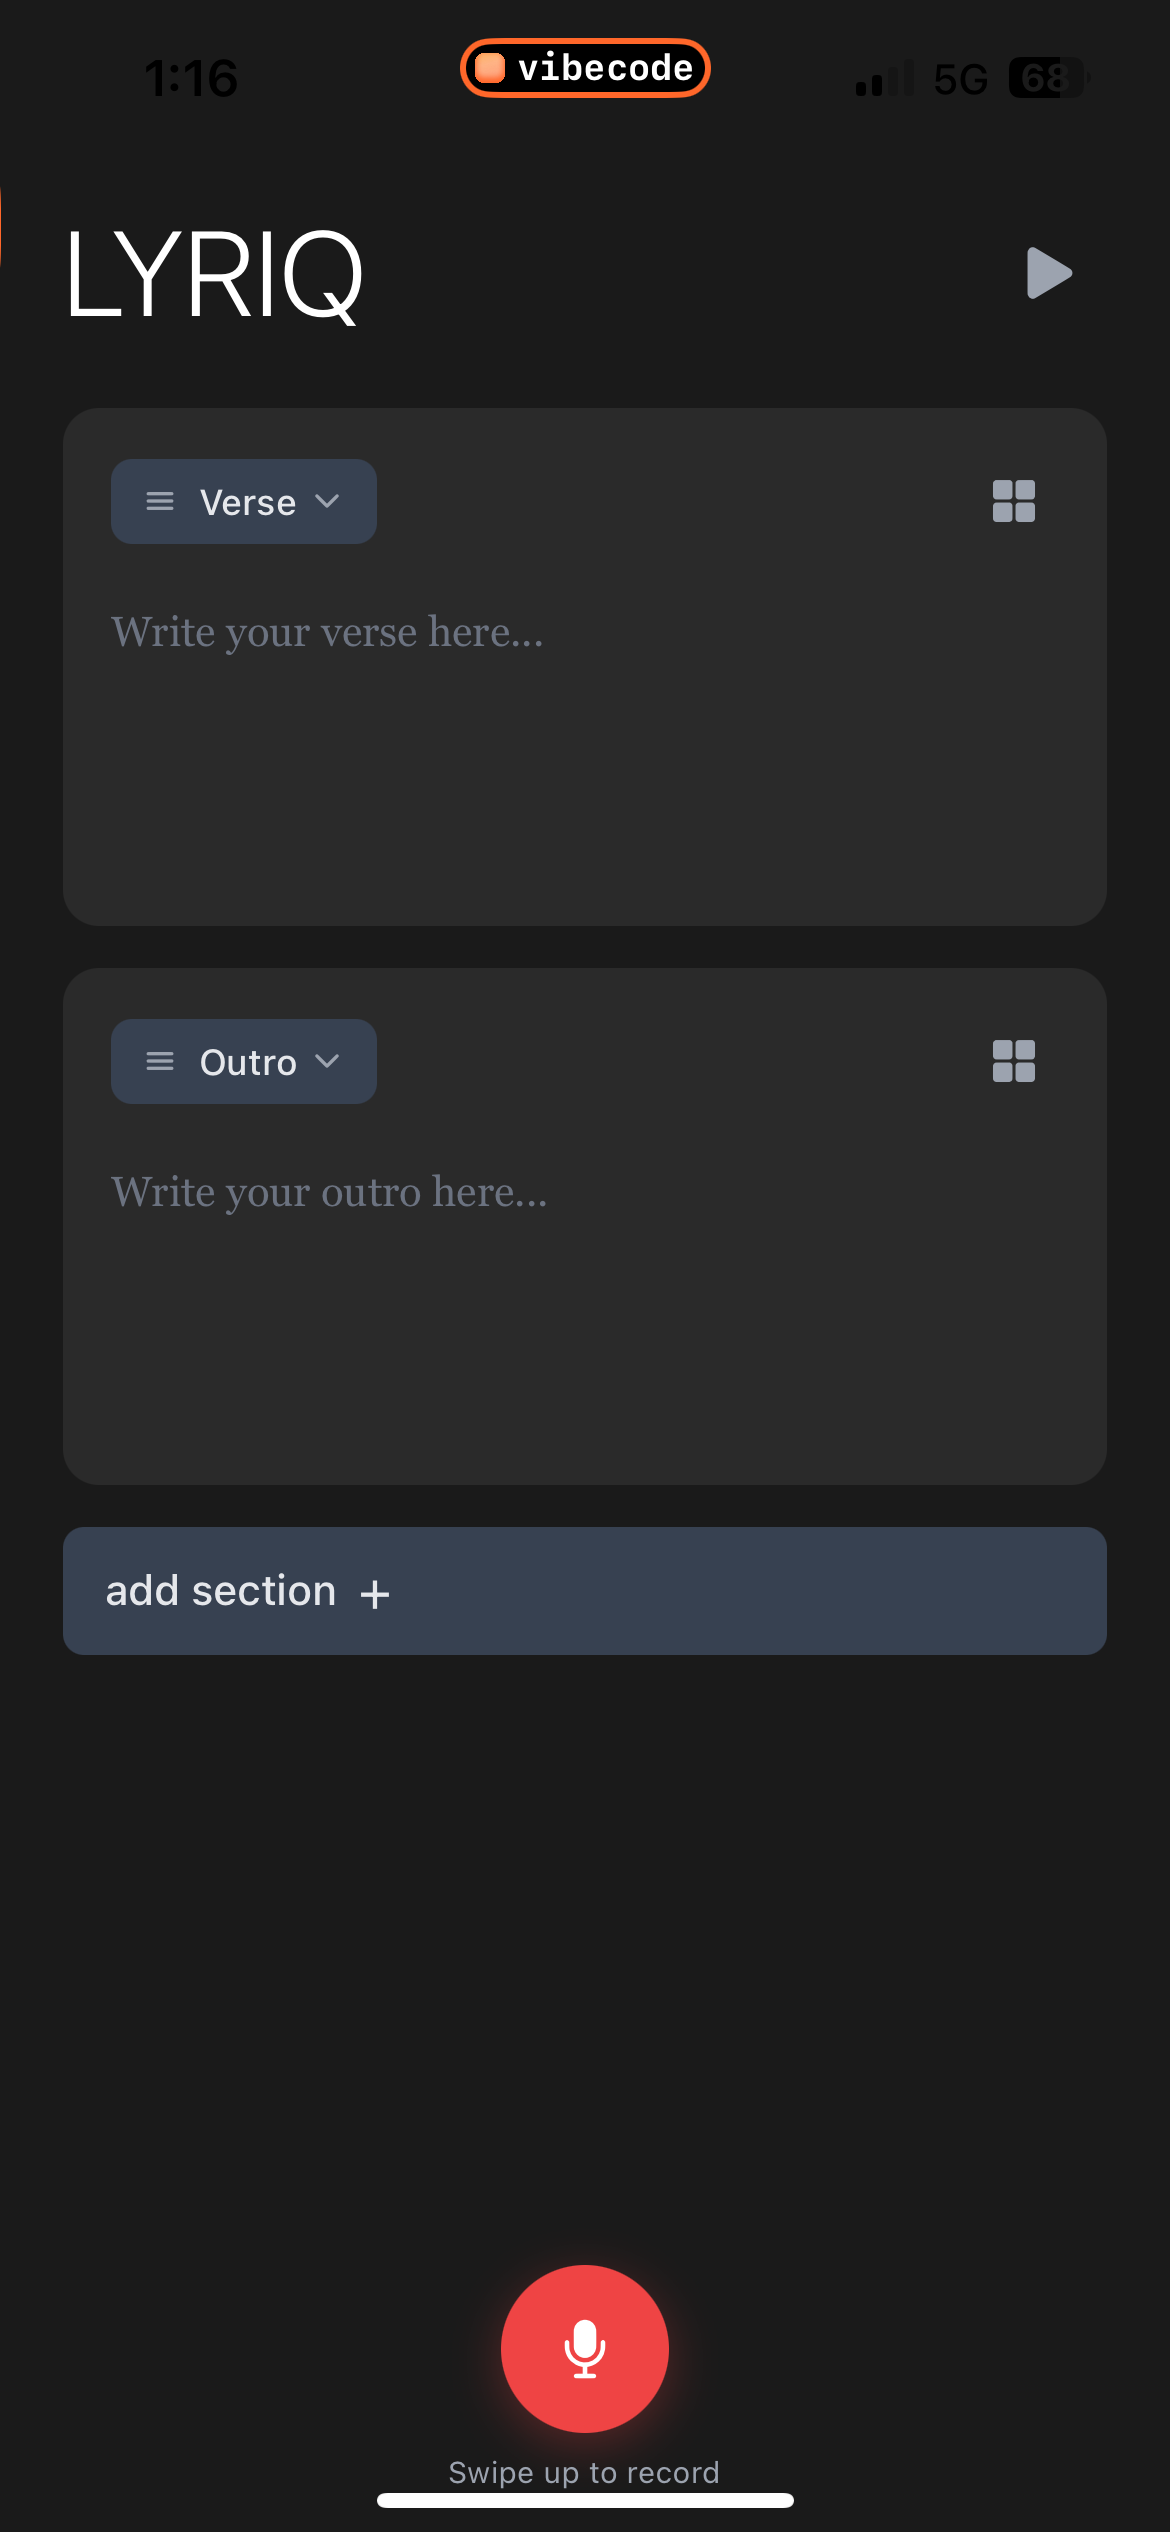 1:16
vibecode
5G
68
LYRIQ
Verse
Write your verse here...
Outro
Write your outro here...
add section +
Swipe up to record